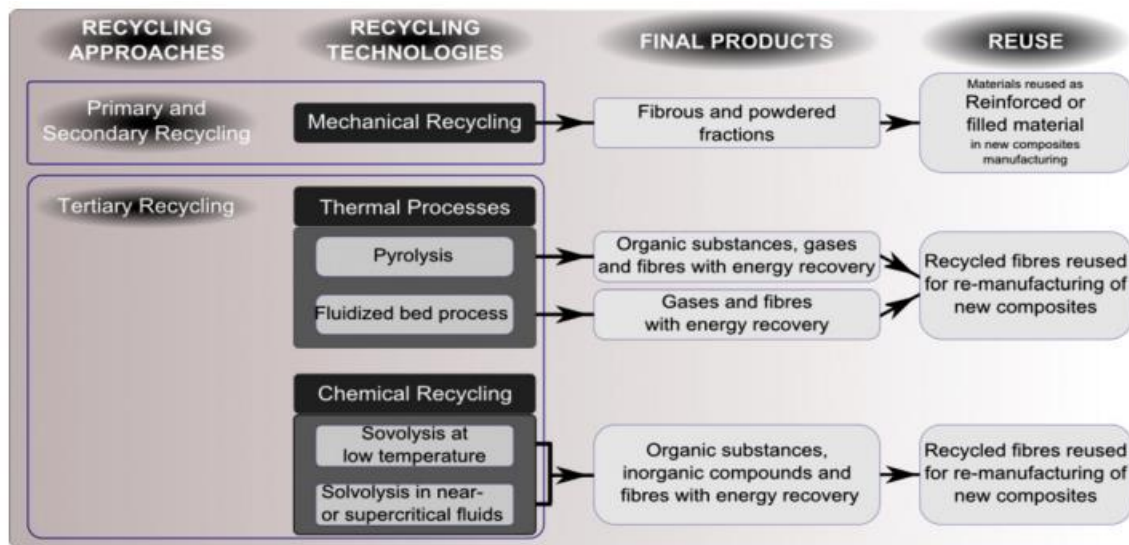 RECYCLING
APPROACHES
RECYCLING
TECHNOLOGIES
FINAL PRODUCTS
REUSE
Primary and
Secondary Recycling
Mechanical Recycling
Fibrous and powdered
fractions
Materials reused as
Reinforced or
filled material
in new composites
manufacturing
Tertiary Recycling
Thermal Processes
Pyrolysis
Organic substances, gases
and fibres with energy recovery
Fluidized bed process
Gases and fibres
with energy recovery
Recycled fibres reused
for re-manufacturing of
new composites
Chemical Recycling
Sovolysis at
low temperature
Solvolysis in near-
or supercritical fluids
Organic substances,
inorganic compounds and
fibres with energy recovery
Recycled fibres reused
for re-manufacturing of
new composites